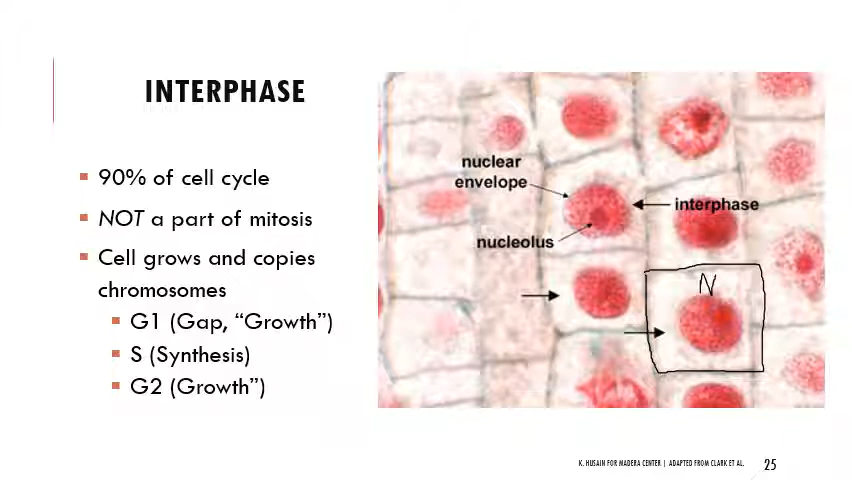 INTERPHASE
90% of cell cycle
NOT a part of mitosis
Cell grows and copies
chromosomes
G1 (Gap, “Growth”)
S (Synthesis)
G2 (Growth”)
nuclear
envelope
interphase
nucleolus
N
K. HUSAIN FOR MADERA CENTER | ADAPTED FROM CLARK ET AL.
25